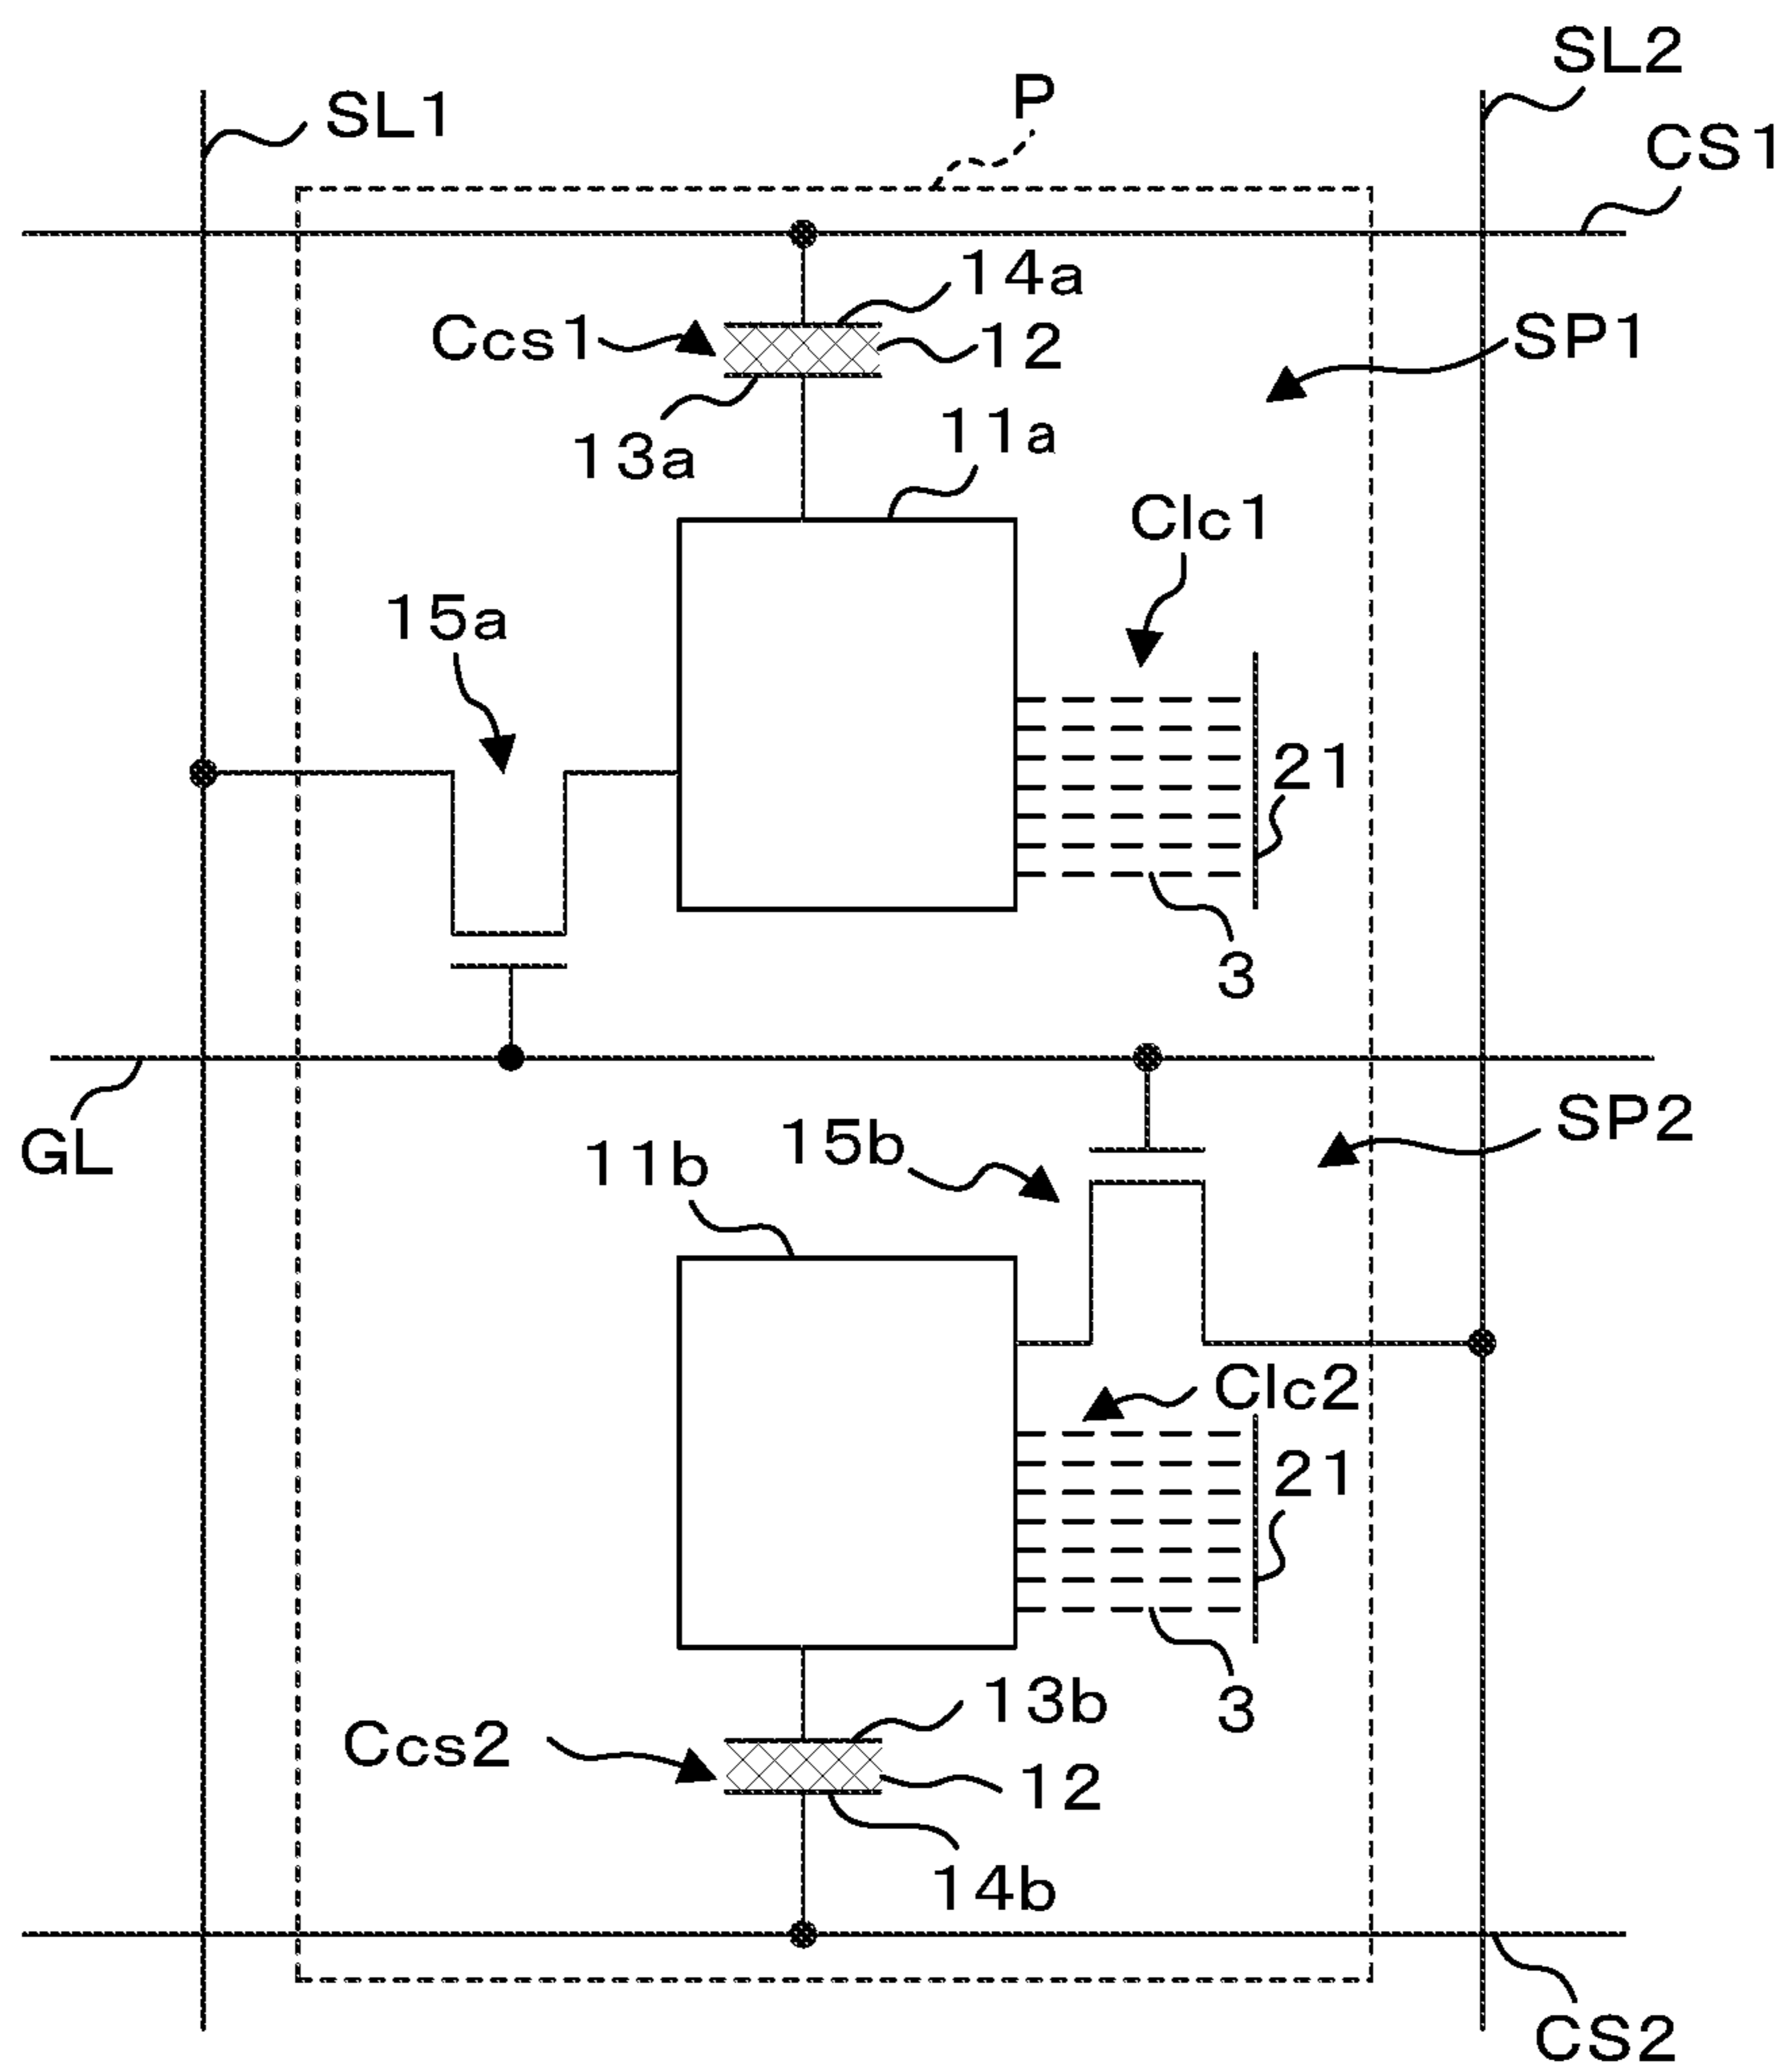 SL2
P
SL1
CS1
14a
Ccs1
12
SP1
11a
13a
Clc1
15a
21
3
SP2
GL
15b
11b
Clc2
21
13b
3
Ccs2
12
14b
CS2